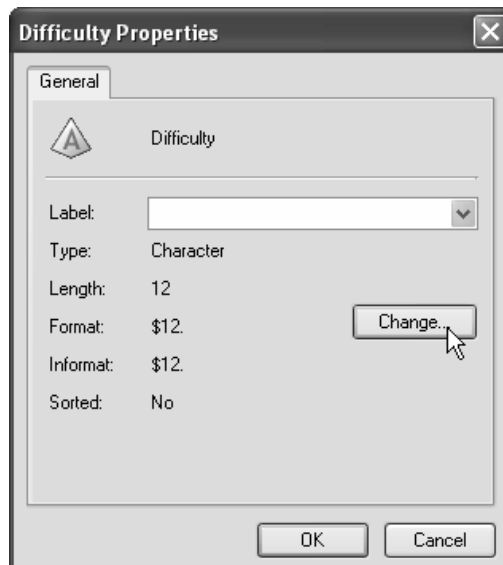 Difficulty Properties
General
A
Difficulty
Label:
Type: Character
Length: 12
Format: $12. Change...
Informat: $12.
Sorted: No
OK Cancel